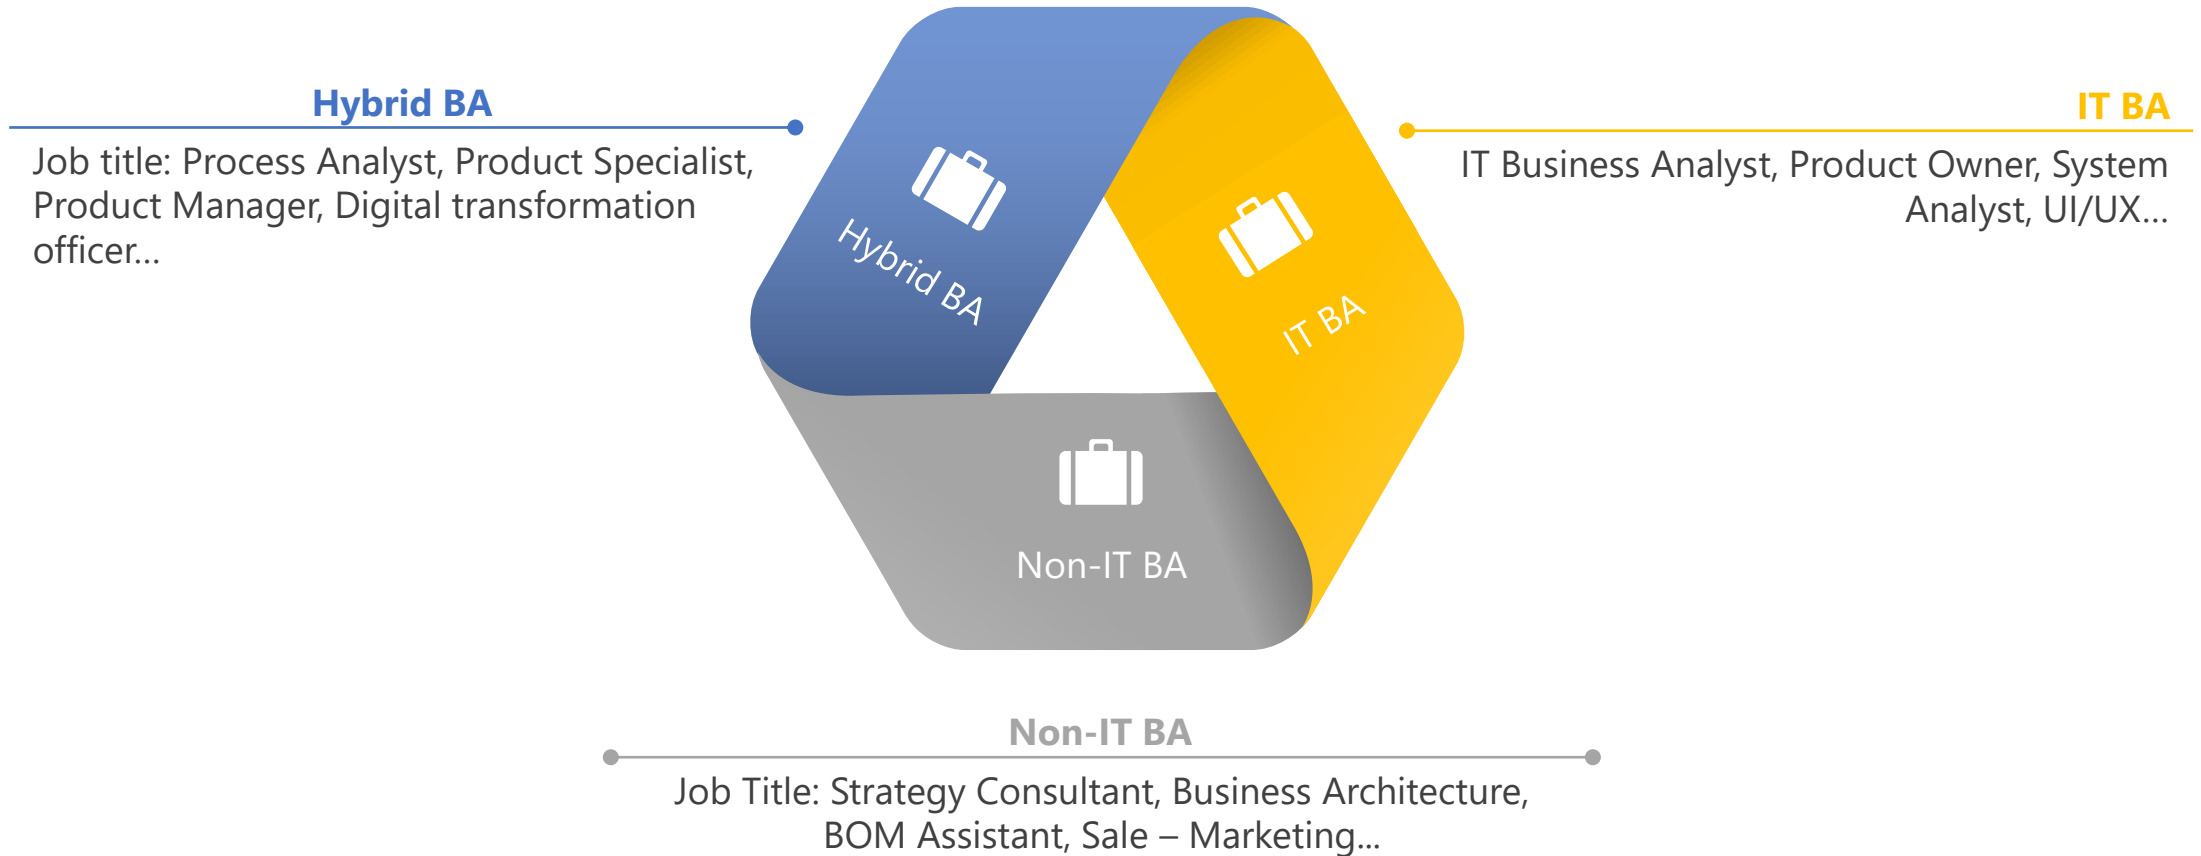 Hybrid BA
Job title: Process Analyst, Product Specialist,
Product Manager, Digital transformation
officer...
IT BA
IT Business Analyst, Product Owner, System
Analyst, UI/UX...
Hybrid BA
IT BA
Non-IT BA
Non-IT BA
Job Title: Strategy Consultant, Business Architecture,
BOM Assistant, Sale – Marketing...